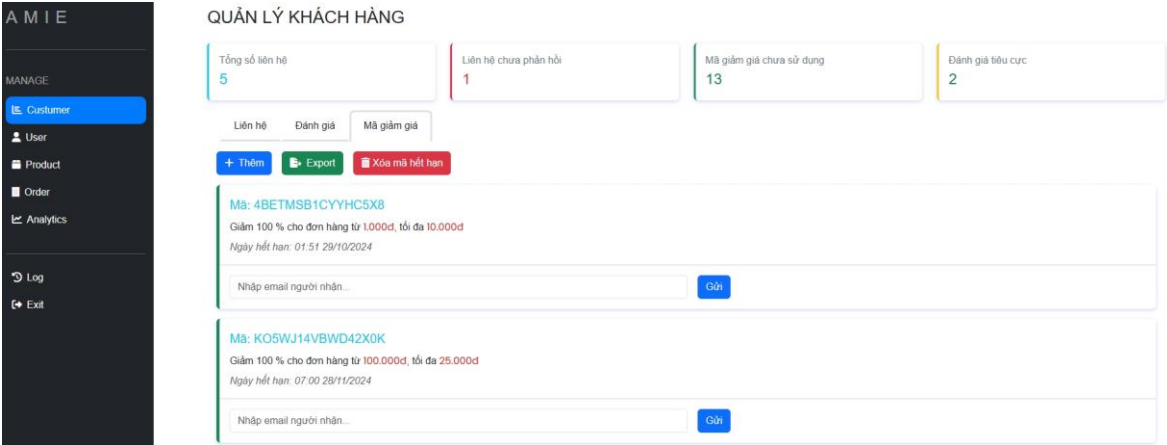 AMIE
MANAGE
Custumer
User
Product
Order
Analytics
Log
Exit
QUẢN LÝ KHÁCH HÀNG
Tổng số liên hệ
5
Liên hệ chưa phản hồi
1
Mã giảm giá chưa sử dụng
13
Đánh giá tiêu cực
2
Liên hệ Đánh giá Mã giảm giá
+ Thêm Export Xóa mã hết hạn
Mã: 4BETMSB1CYYHC5X8
Giảm 100 % cho đơn hàng từ 1.000đ, tối đa 10.000đ
Ngày hết hạn: 01:51 29/10/2024
Nhập email người nhận... Gửi
Mã: KO5WJ14VBWD42X0K
Giảm 100 % cho đơn hàng từ 100.000đ, tối đa 25.000đ
Ngày hết hạn: 07:00 28/11/2024
Nhập email người nhận... Gửi